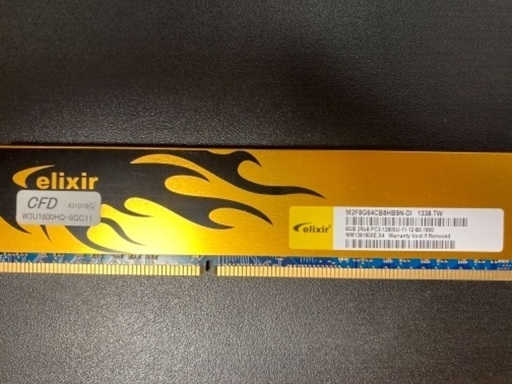 elixir
CFD
W3U1600HQ-8GC11
elixir
M2F8G64CB8HB9N-DI 1338.TW
8GB 2Rx8 PC3-12800U-11-12-B0.1600
Warranty Void If Removed